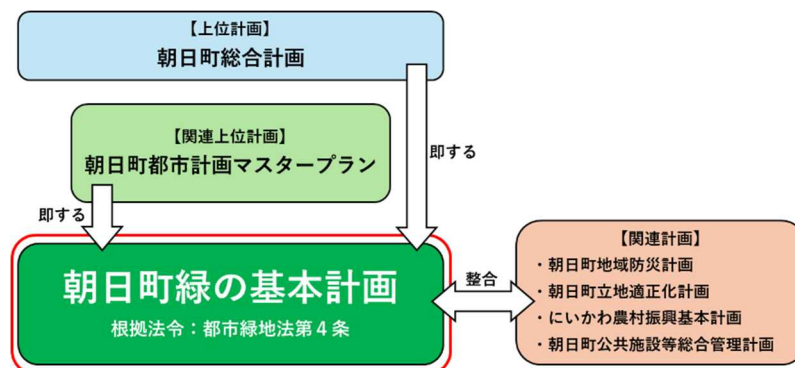 【上位計画】
朝日町総合計画
【関連上位計画】
朝日町都市計画マスタープラン
即する
即する
朝日町緑の基本計画
根拠法令：都市緑地法第４条
整合
【関連計画】
・朝日町地域防災計画
・朝日町立地適正化計画
・にいかわ農村振興基本計画
・朝日町公共施設等総合管理計画